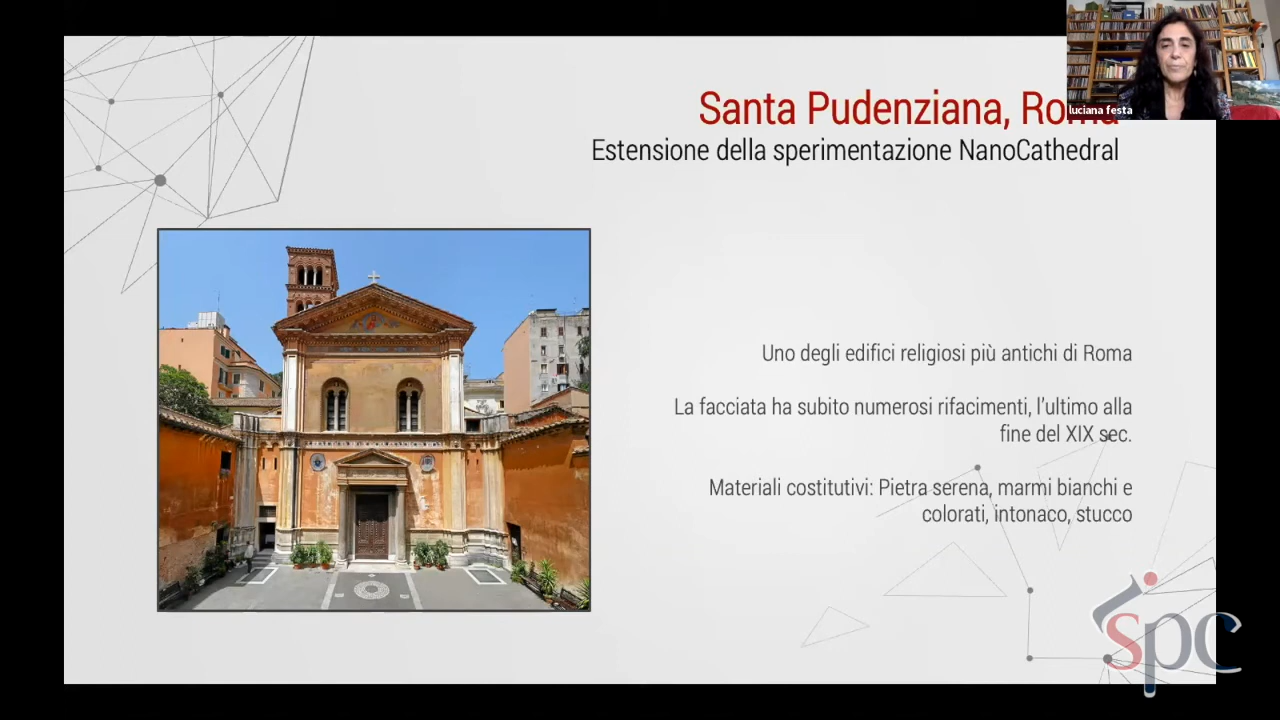 luciana festa
Santa Pudenziana, Roma
Estensione della sperimentazione NanoCathedral
Uno degli edifici religiosi più antichi di Roma
La facciata ha subito numerosi rifacimenti, l'ultimo alla
fine del XIX sec.
Materiali costitutivi: Pietra serena, marmi bianchi e
colorati, intonaco, stucco
spc